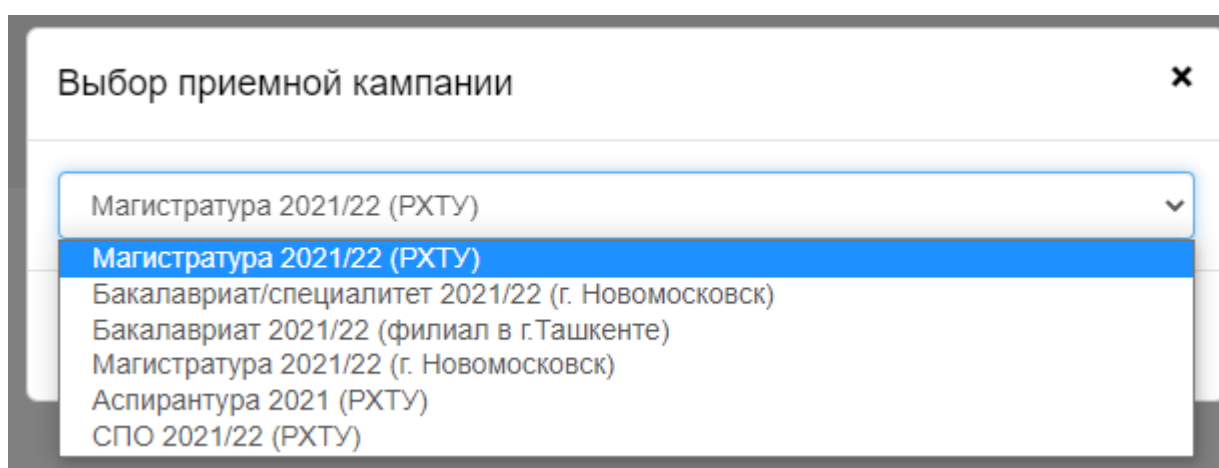 Выбор приемной кампании
Магистратура 2021/22 (РХТУ)
Магистратура 2021/22 (РХТУ)
Бакалавриат/специалитет 2021/22 (г. Новомосковск)
Бакалавриат 2021/22 (филиал в г.Ташкенте)
Магистратура 2021/22 (г. Новомосковск)
Аспирантура 2021 (РХТУ)
СПО 2021/22 (РХТУ)